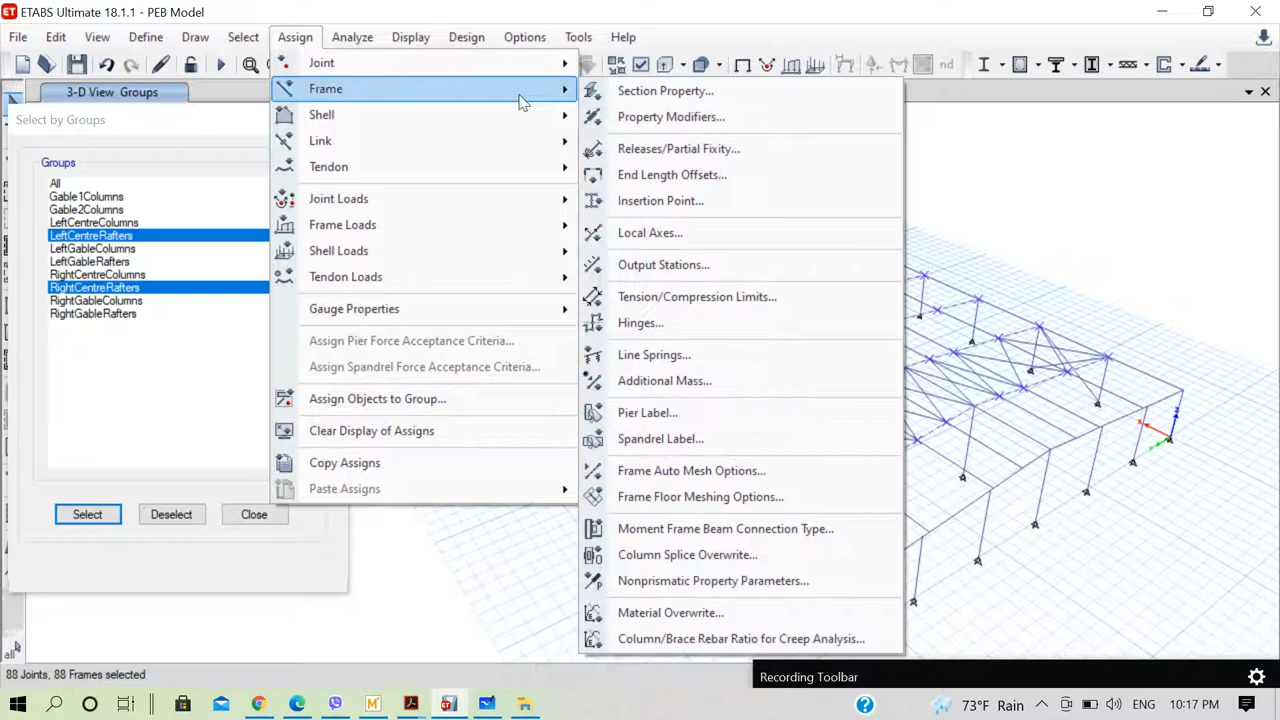 ETABS Ultimate 18.1.1 - PEB Model
File Edit View Define Draw Select Assign Analyze Display Design Options Tools Help
nd
3-D View Groups
Select by Groups
Groups
All
Gable1Columns
Gable2Columns
LeftCentreColumns
LeftCentreRafters
LeftGableColumns
LeftGableRafters
RightCentreColumns
RightCentreRafters
RightGableColumns
RightGableRafters
Select Deselect Close
Joint
Frame
Shell
Link
Tendon
Joint Loads
Frame Loads
Shell Loads
Tendon Loads
Gauge Properties
Assign Pier Force Acceptance Criteria...
Assign Spandrel Force Acceptance Criteria...
Assign Objects to Group...
Clear Display of Assigns
Copy Assigns
Paste Assigns
Section Property...
Property Modifiers...
Releases/Partial Fixity...
End Length Offsets...
Insertion Point...
Local Axes...
Output Stations...
Tension/Compression Limits...
Hinges...
Line Springs...
Additional Mass...
Pier Label...
Spandrel Label...
Frame Auto Mesh Options...
Frame Floor Meshing Options...
Moment Frame Beam Connection Type...
Column Splice Overwrite...
Nonprismatic Property Parameters...
Material Overwrite...
Column/Brace Rebar Ratio for Creep Analysis...
all
88 Joints, 88 Frames selected
Recording Toolbar
73°F Rain
10:17 PM